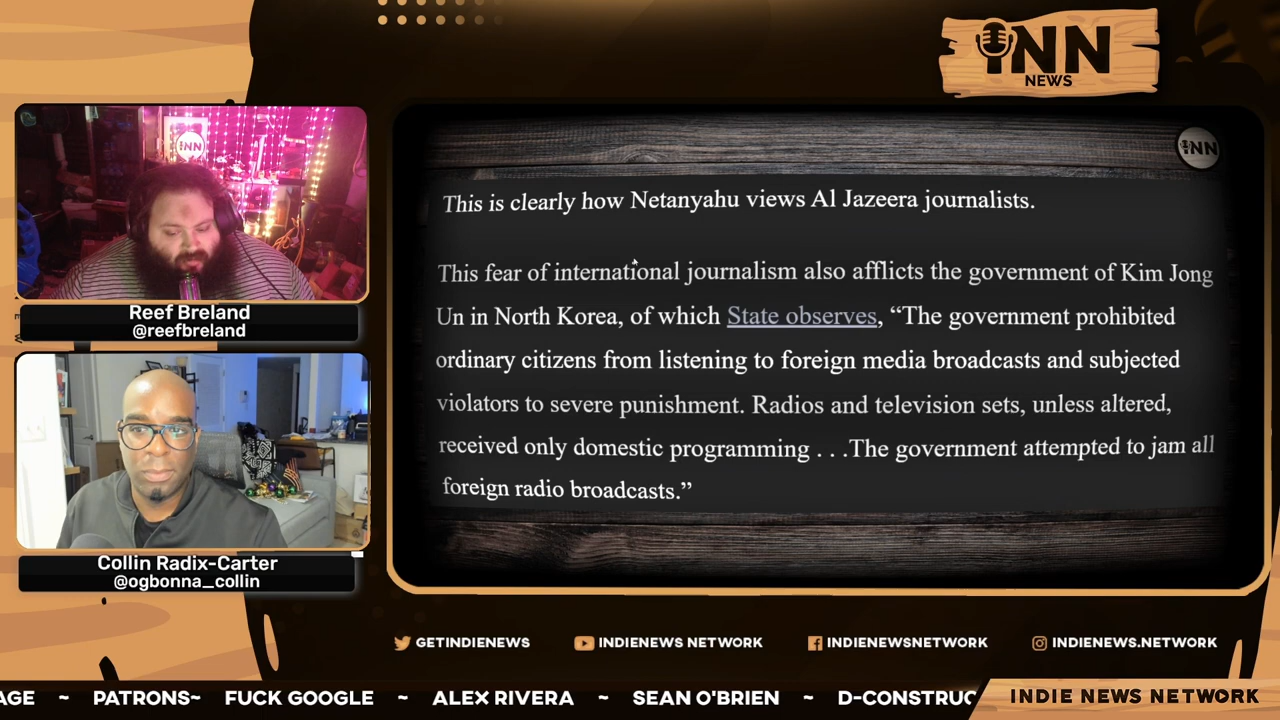 INN
NEWS
INN
INN
This is clearly how Netanyahu views Al Jazeera journalists.
This fear of international journalism also afflicts the government of Kim Jong
Un in North Korea, of which State observes, “The government prohibited
ordinary citizens from listening to foreign media broadcasts and subjected
violators to severe punishment. Radios and television sets, unless altered,
received only domestic programming . . .The government attempted to jam all
foreign radio broadcasts.”
Reef Breland
@reefbreland
Collin Radix-Carter
@ogbonna_collin
GETINDIENEWS
INDIENEWS NETWORK
INDIENEWSNETWORK
INDIENEWS.NETWORK
AGE ~ PATRONS~ FUCK GOOGLE ~ ALEX RIVERA ~ SEAN O'BRIEN ~ D-CONSTRUC
INDIE NEWS NETWORK